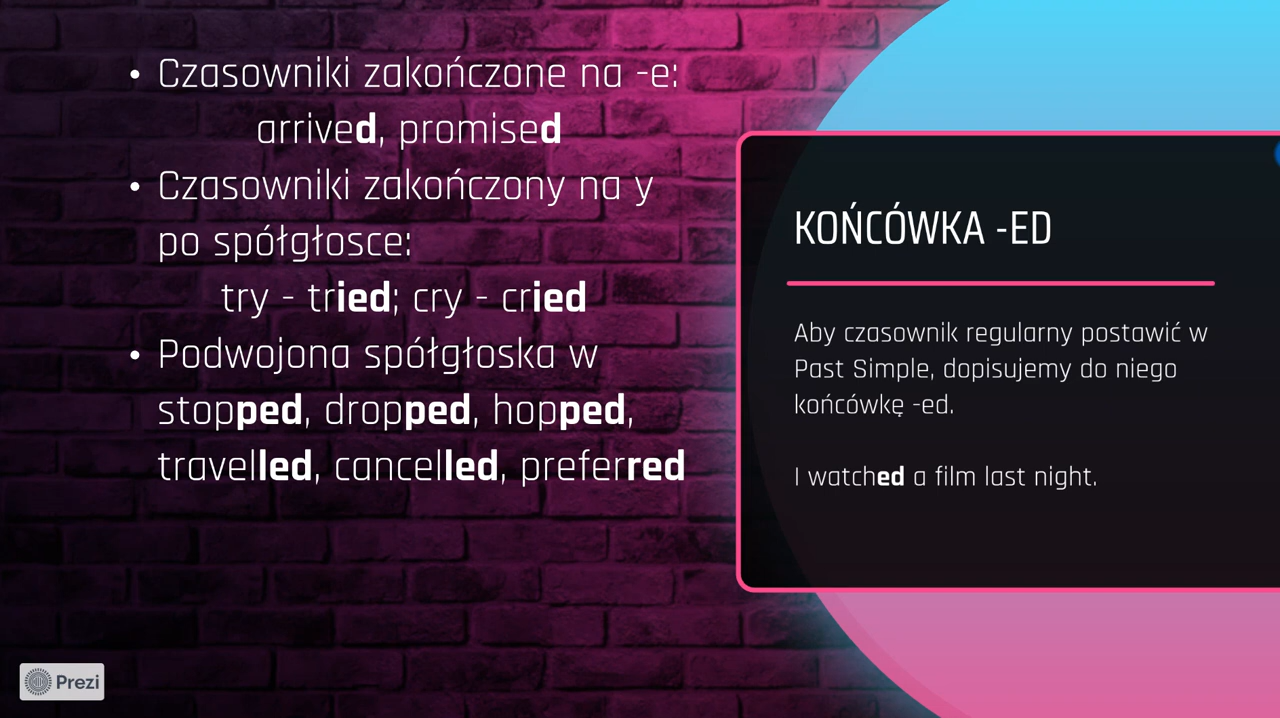 • Czasowniki zakończone na -e:
arrived, promised
• Czasowniki zakończony na y
po spółgłosce:
try - tried; cry - cried
• Podwojona spółgłoska w
stopped, dropped, hopped,
travelled, cancelled, preferred
KOŃCÓWKA -ED
Aby czasownik regularny postawić w
Past Simple, dopisujemy do niego
końcówkę -ed.
I watched a film last night.
Prezi